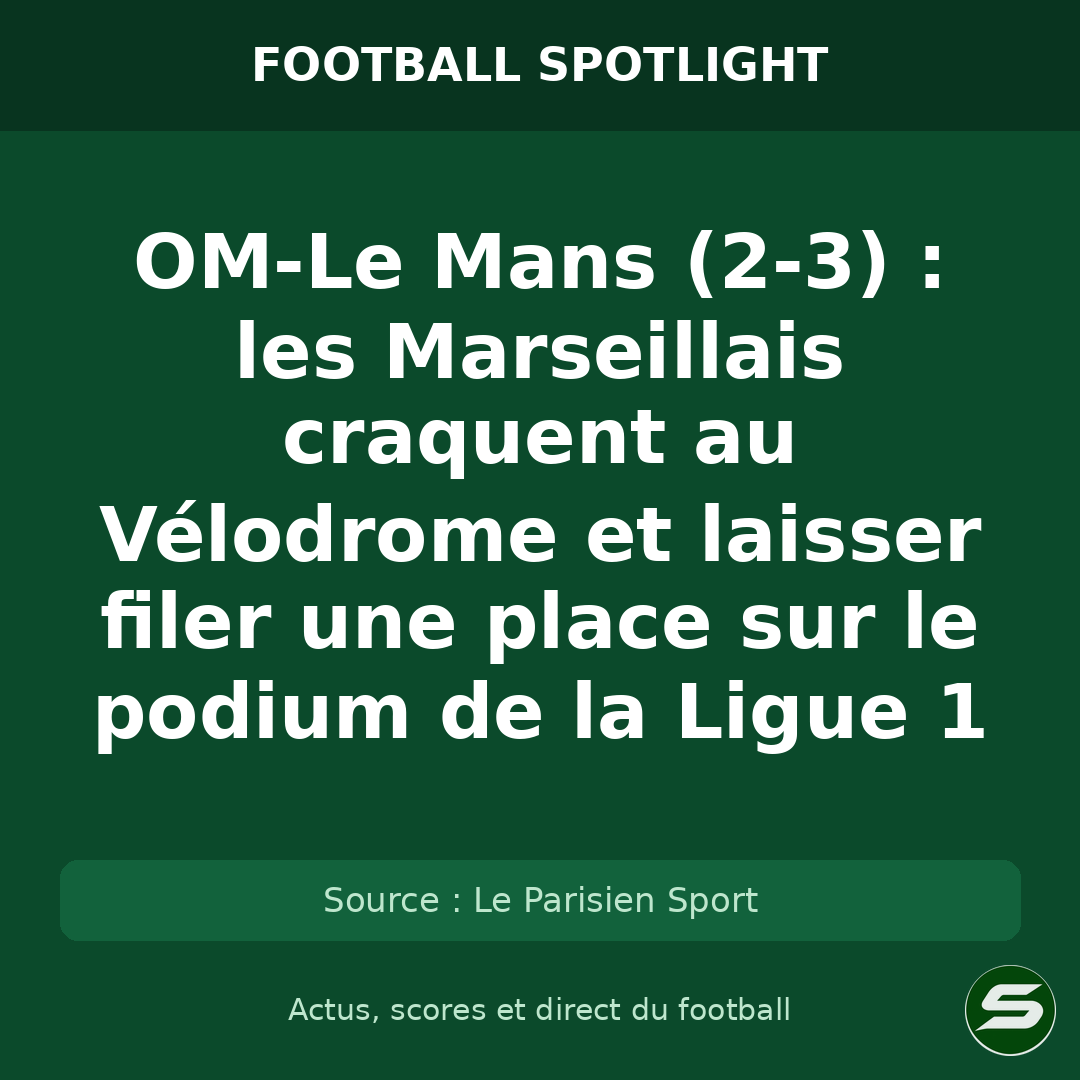 FOOTBALL SPOTLIGHT
OM-Le Mans (2-3) :
les Marseillais
craquent au
Vélodrome et laisser
filer une place sur le
podium de la Ligue 1
Source : Le Parisien Sport
Actus, scores et direct du football
S